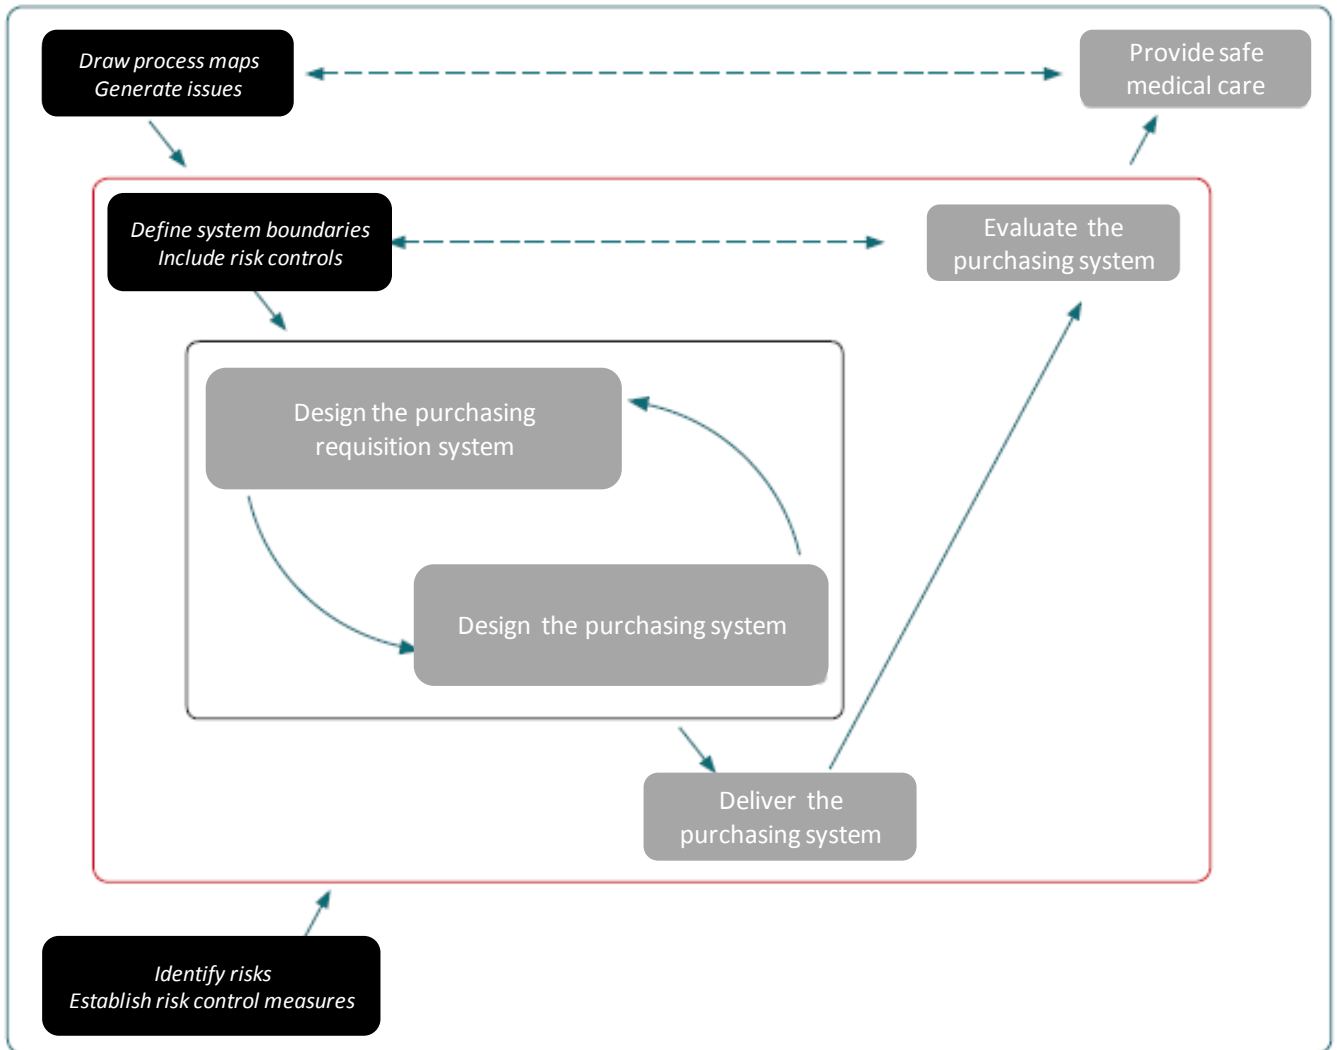 Draw process maps
Generate issues
Provide safe
medical care
Define system boundaries
Include risk controls
Evaluate the
purchasing system
Design the purchasing
requisition system
Design the purchasing system
Deliver the
purchasing system
Identify risks
Establish risk control measures